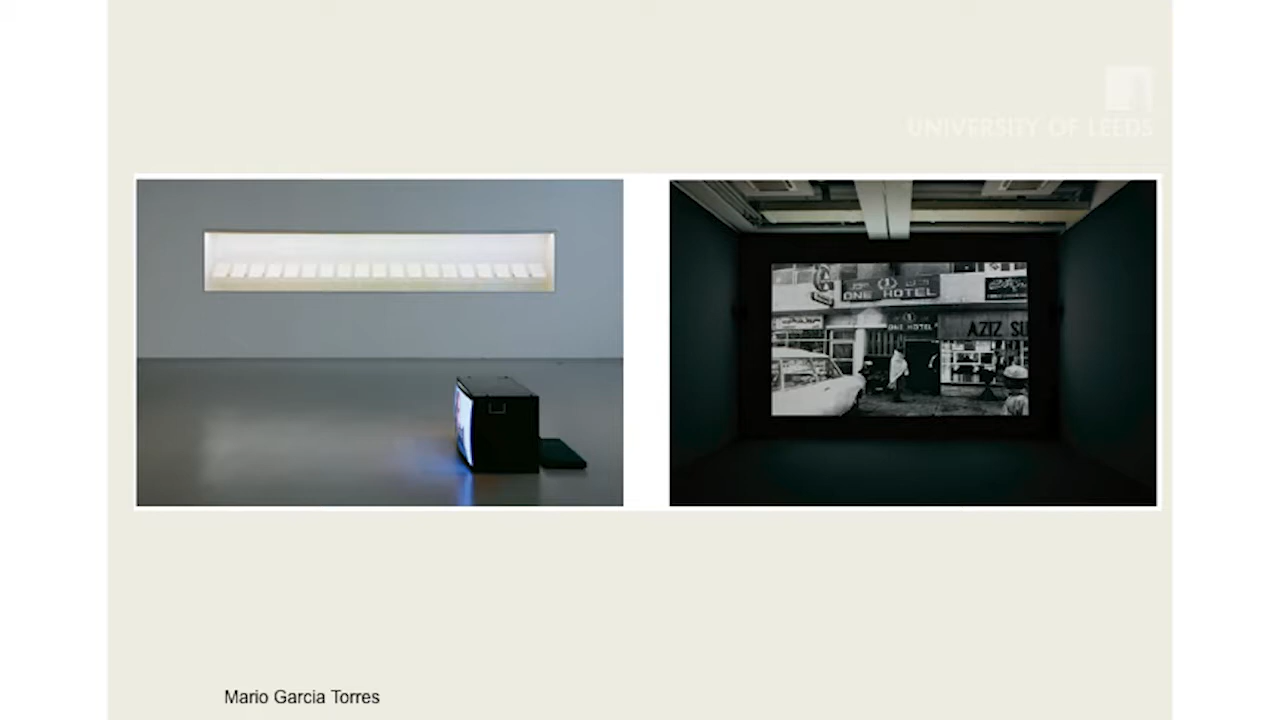 UNIVERSITY OF LEEDS
ONE HOTEL
ONE HOTEL
AZIZ SU
Mario Garcia Torres